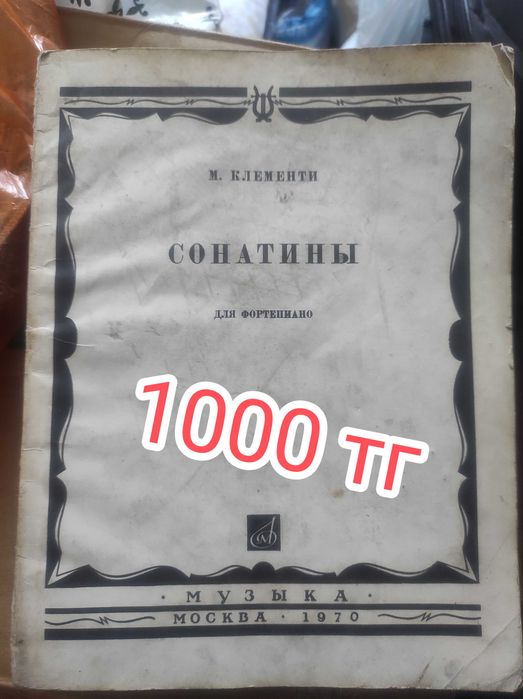 М. КЛЕМЕНТИ
СОНАТИНЫ
ДЛЯ ФОРТЕПИАНО
1000 тг
· МУЗЫКА ·
МОСКВА · 1970